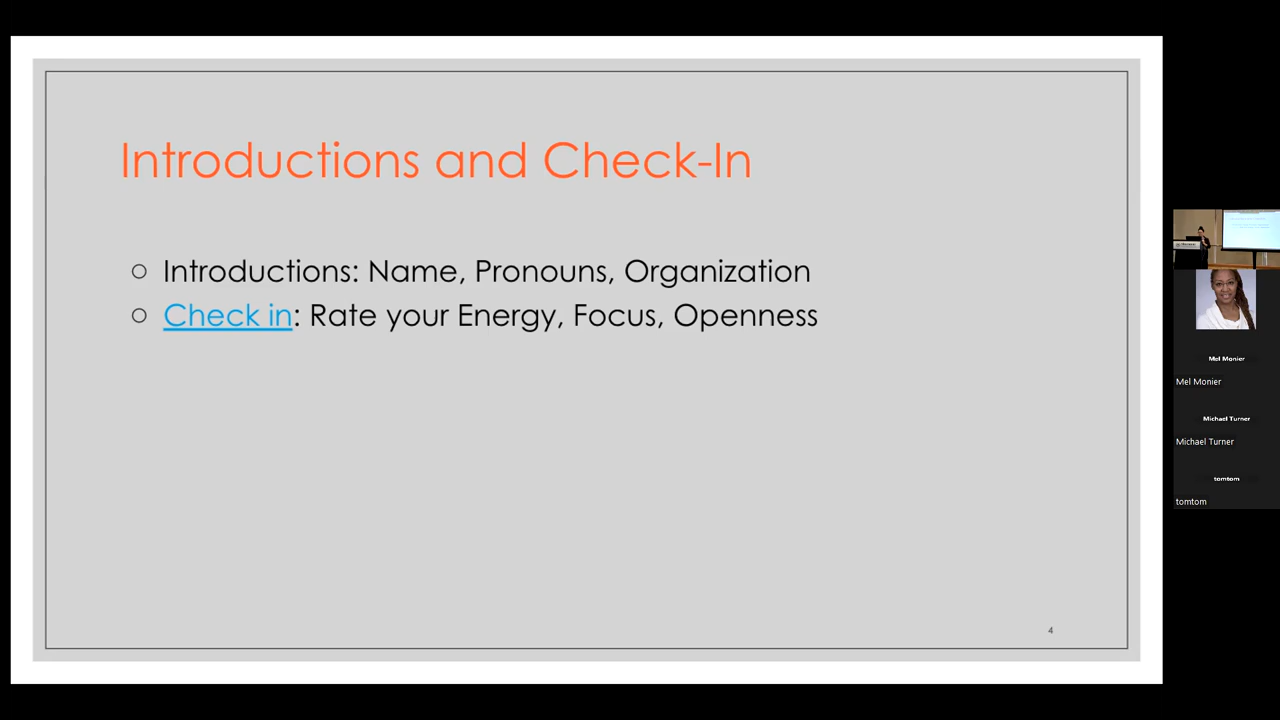 Introductions and Check-In
Introductions: Name, Pronouns, Organization
Check in: Rate your Energy, Focus, Openness
4
Mel Monier
Mel Monier
Michael Turner
Michael Turner
tomtom
tomtom